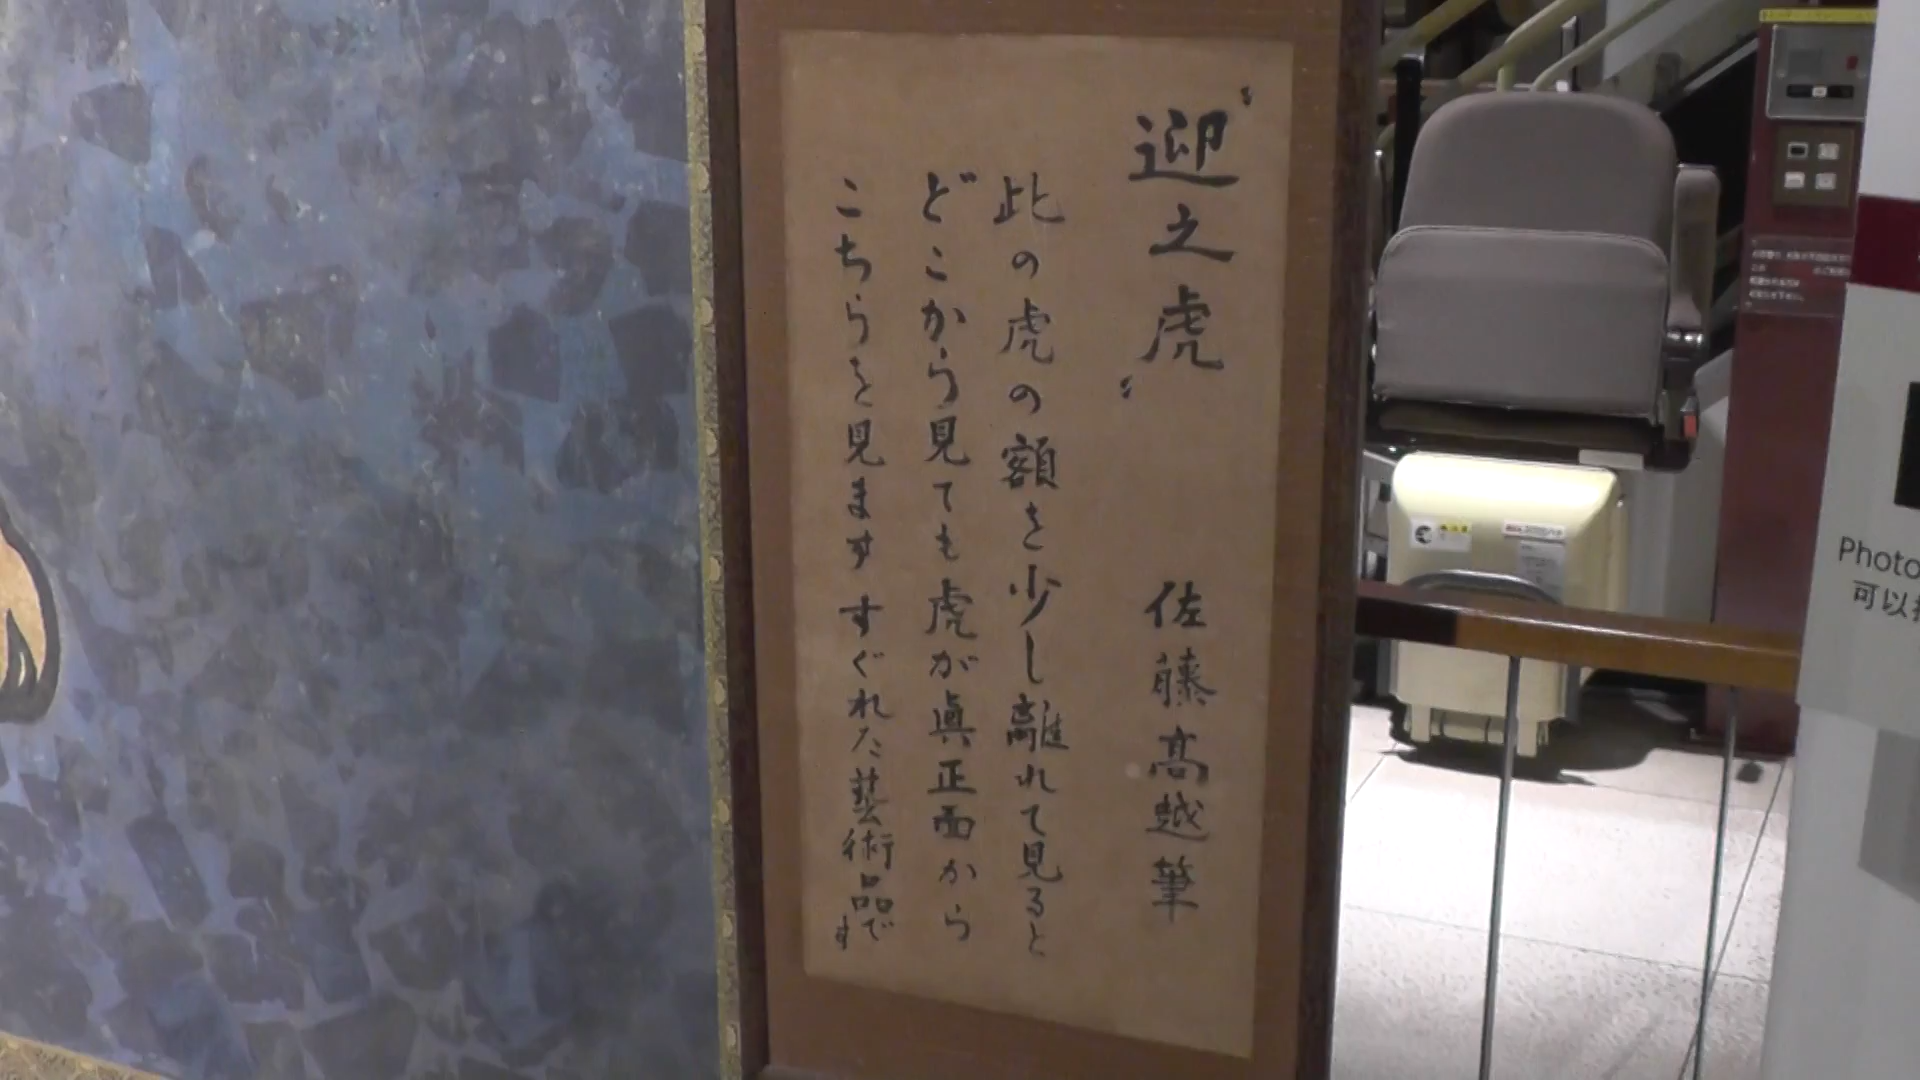 〝迎之虎〟
佐藤髙越筆
此の虎の額を少し離れて見ると
どこから見ても虎が眞正面から
こちらを見ます すぐれた藝術品です
Photo
可以